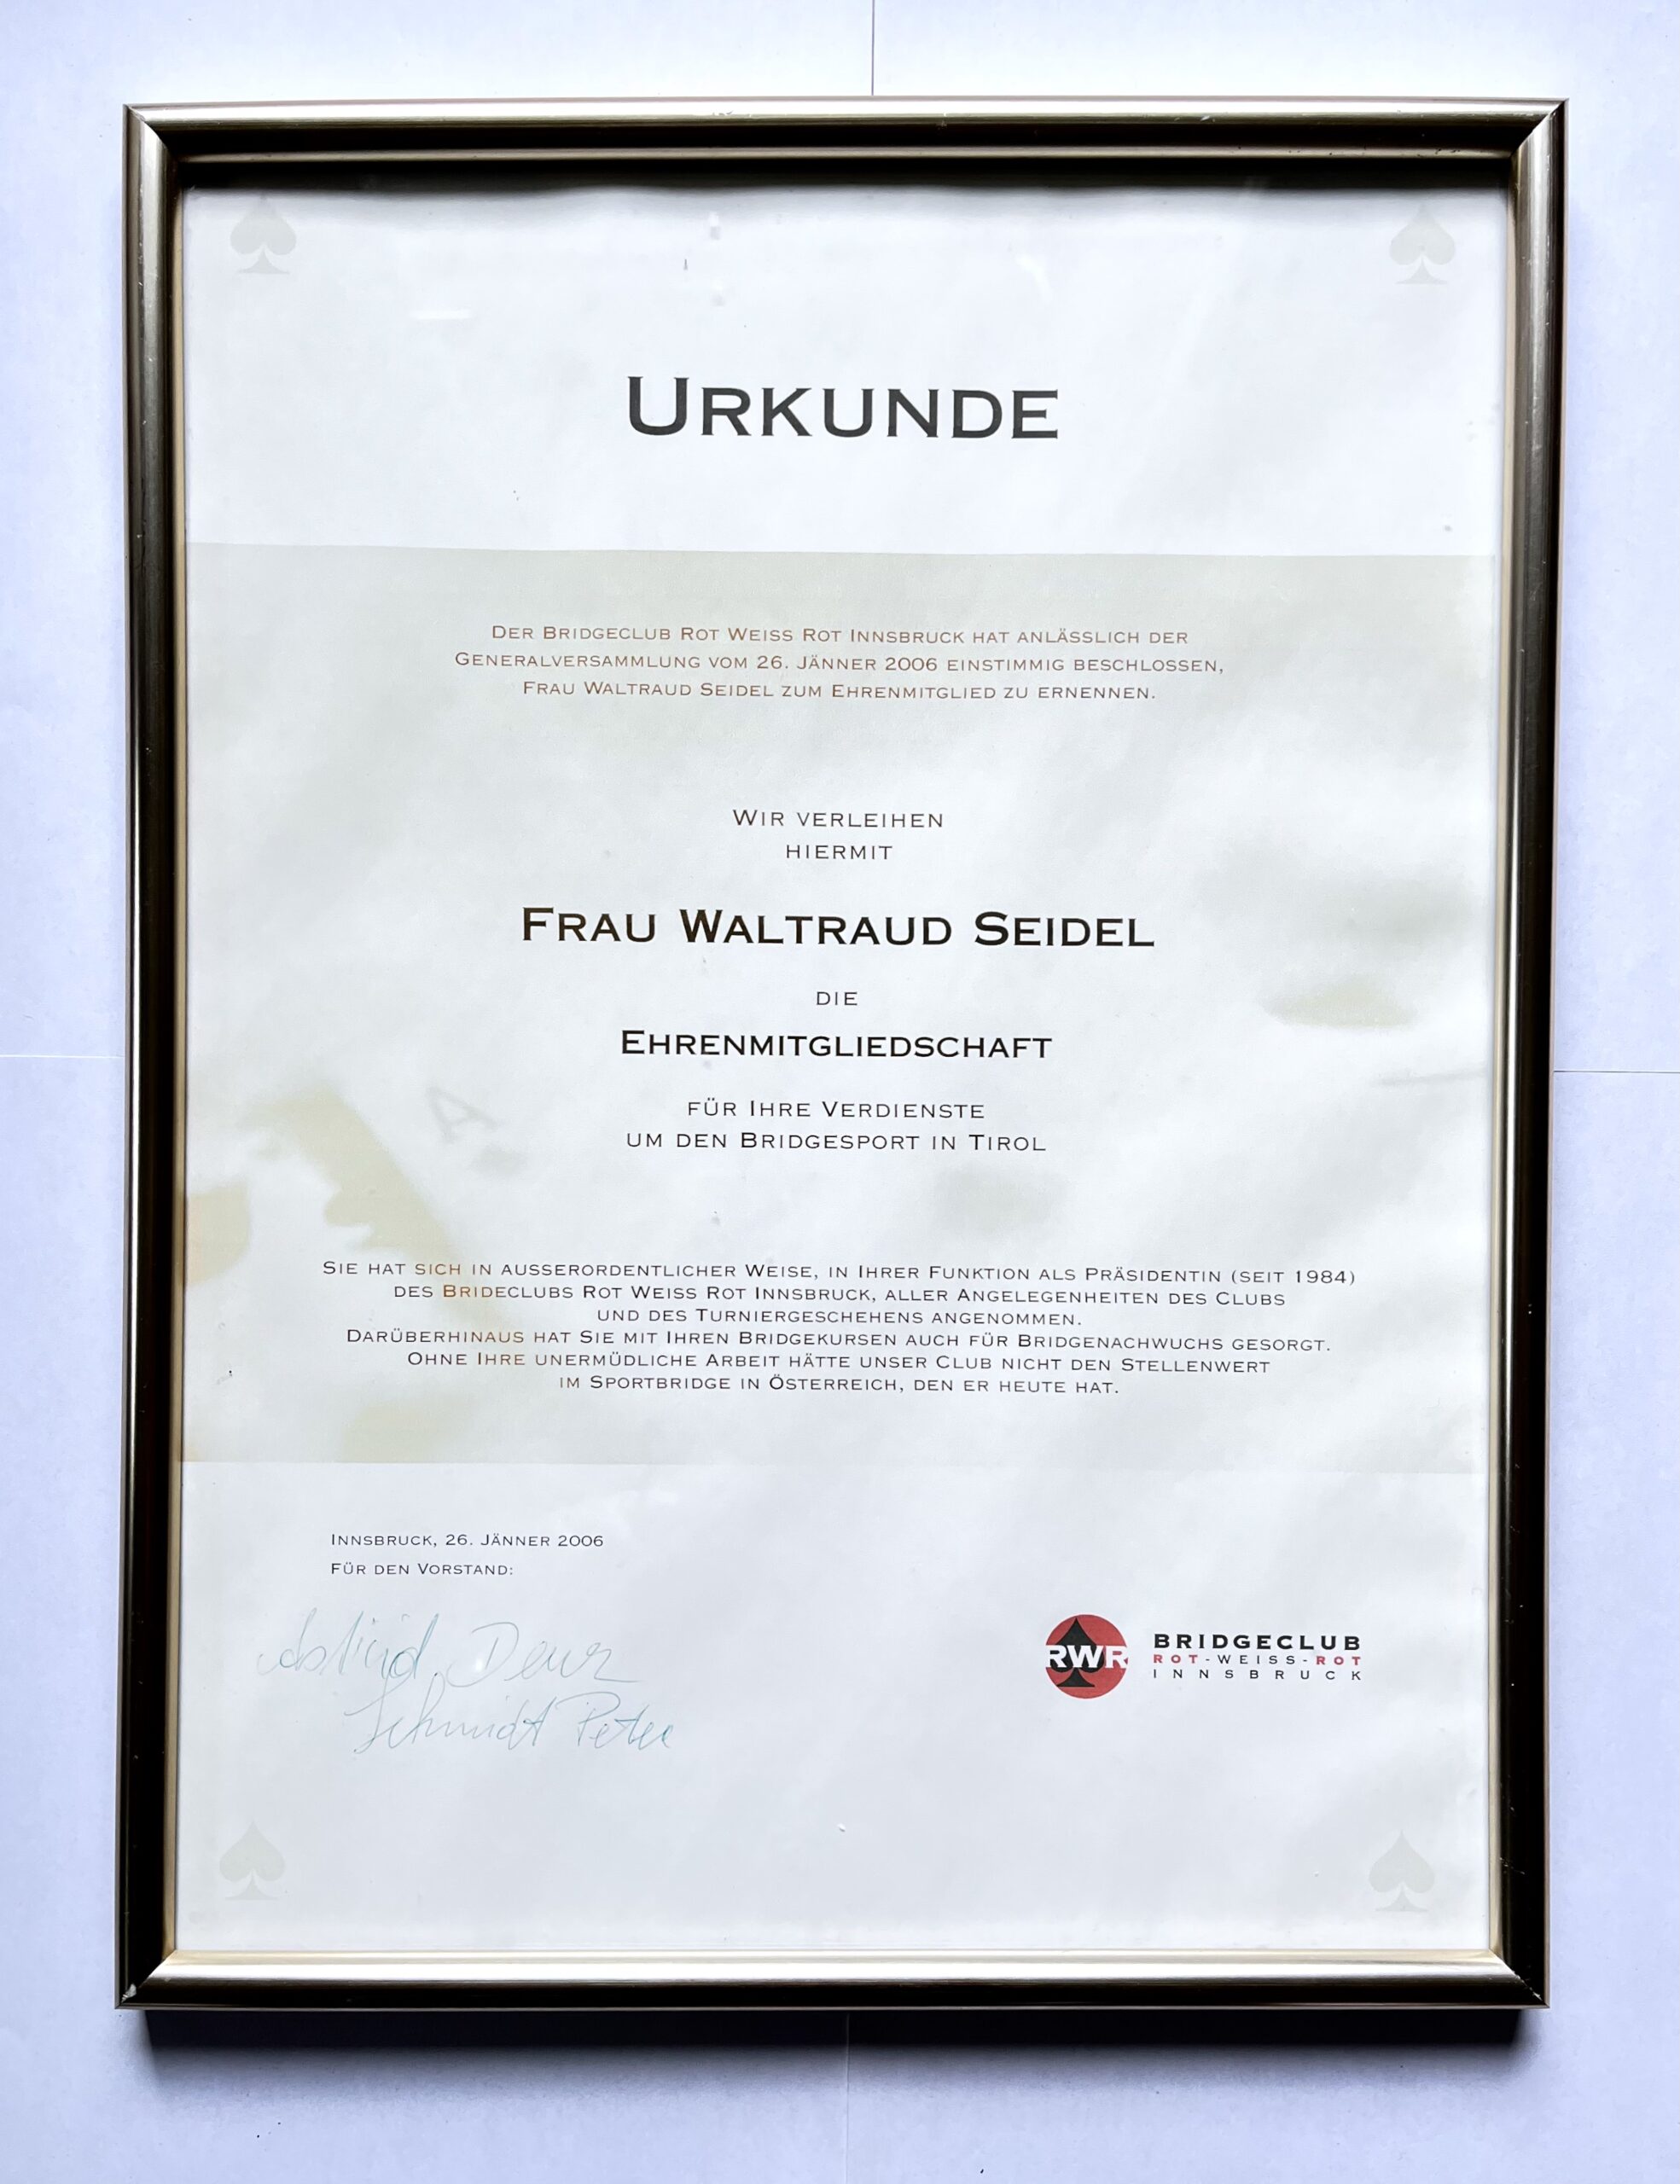 Urkunde
Der Bridgeclub Rot Weiss Rot Innsbruck hat anlässlich der
Generalversammlung vom 26. Jänner 2006 einstimmig beschlossen,
Frau Waltraud Seidel zum Ehrenmitglied zu ernennen.
Wir verleihen
hiermit
Frau Waltraud Seidel
die
Ehrenmitgliedschaft
für Ihre Verdienste
um den Bridgesport in Tirol
Sie hat sich in ausserordentlicher Weise, in Ihrer Funktion als Präsidentin (seit 1984)
des Brideclubs Rot Weiss Rot Innsbruck, aller Angelegenheiten des Clubs
und des Turniergeschehens angenommen.
Darüberhinaus hat Sie mit Ihren Bridgekursen auch für Bridgenachwuchs gesorgt.
Ohne Ihre unermüdliche Arbeit hätte unser Club nicht den Stellenwert
im Sportbridge in Österreich, den er heute hat.
Innsbruck, 26. Jänner 2006
Für den Vorstand:
Astrid
Schmidt Peter
RWR
BRIDGECLUB
ROT-WEISS-ROT
INNSBRUCK